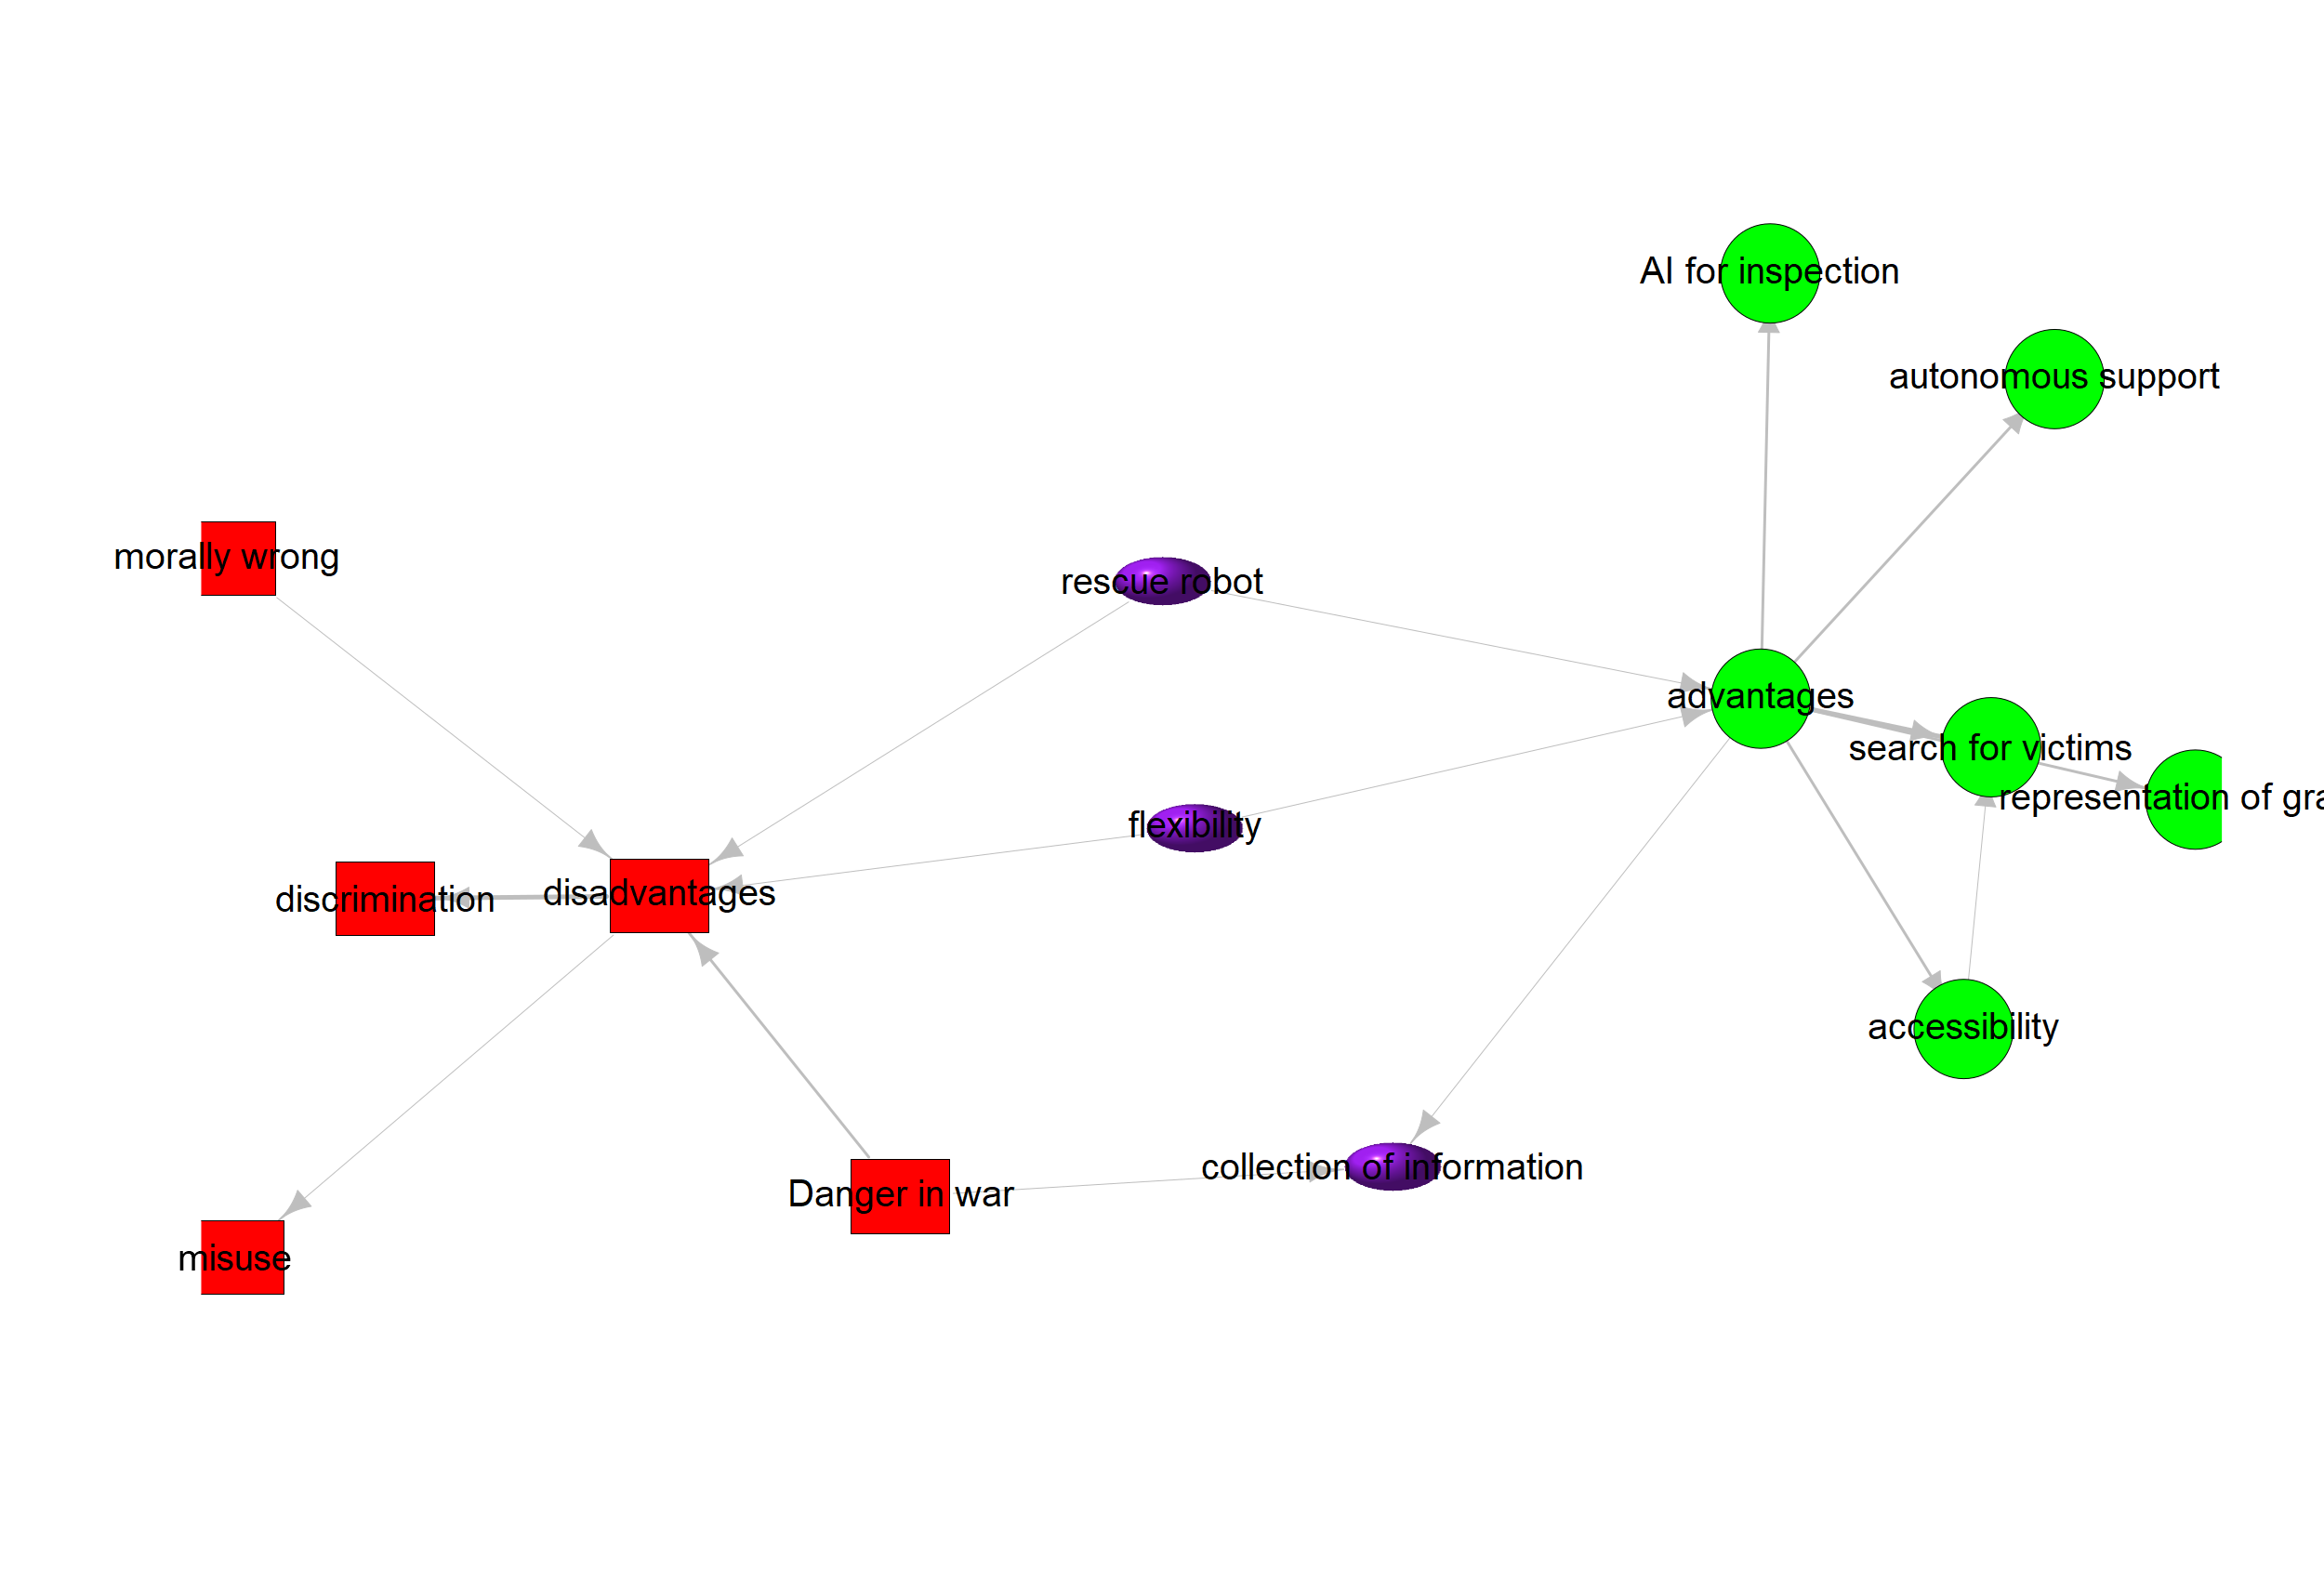 AI for inspection
autonomous support
morally wrong
rescue robot
advantages
search for victims
representation of
flexibility
discrimination
disadvantages
accessibility
collection of information
Danger in war
misuse